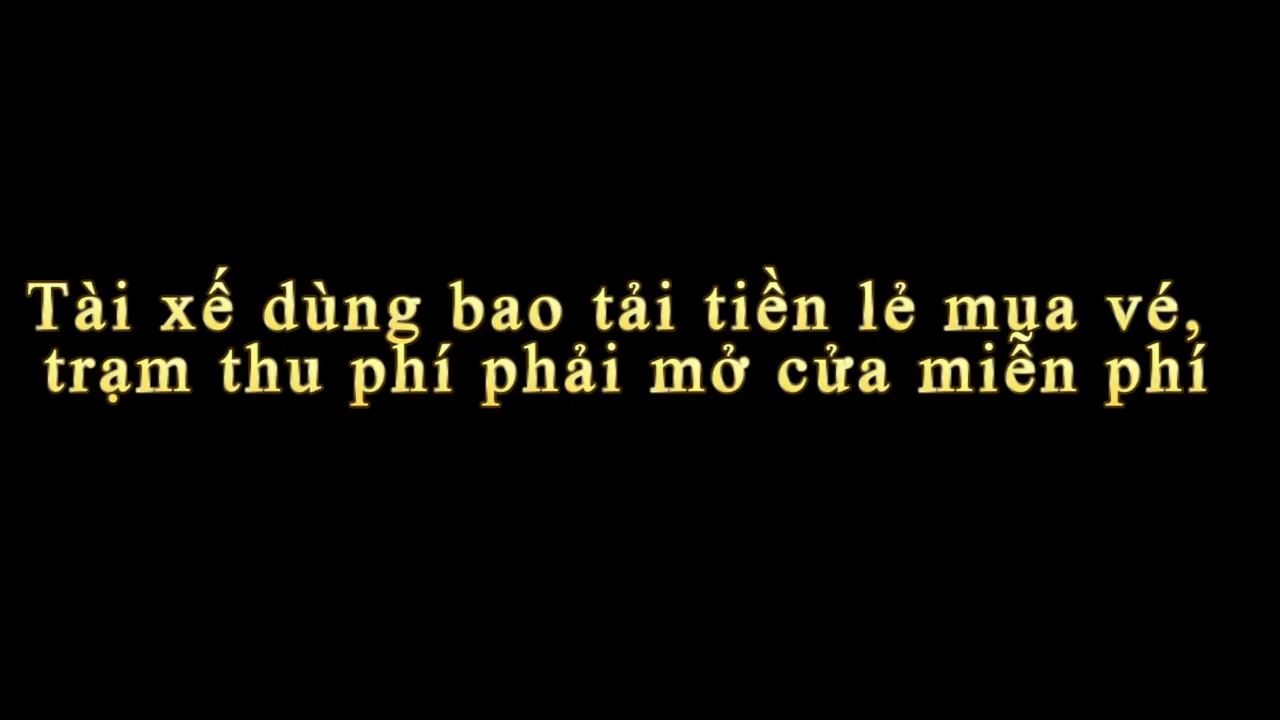 Tài xế dùng bao tải tiền lẻ mua vé,
trạm thu phí phải mở cửa miễn phí